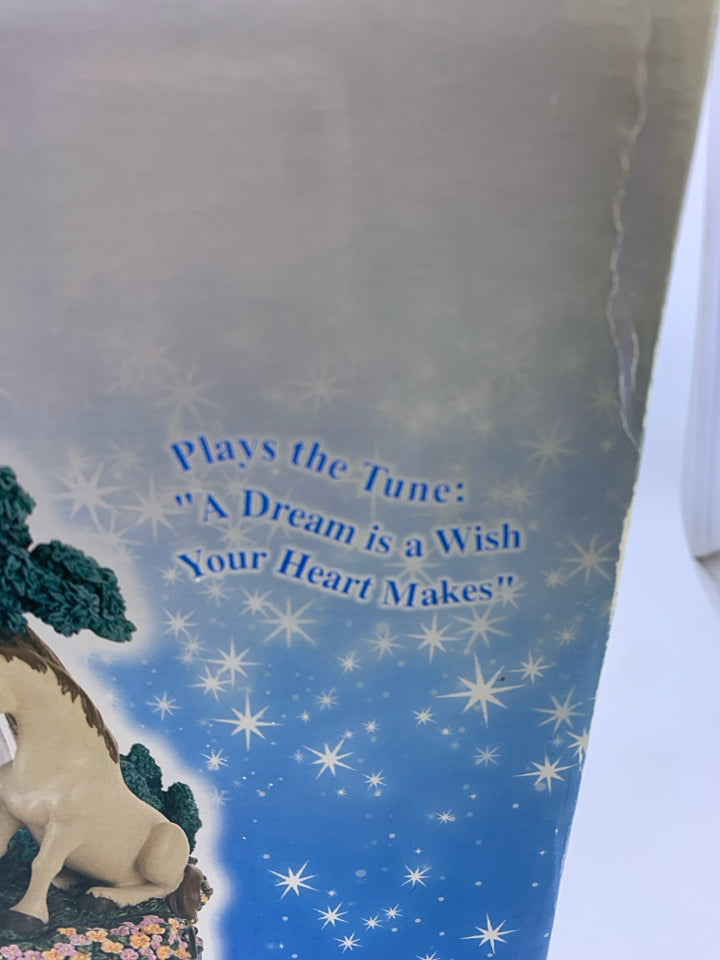 Plays the Tune:
"A Dream is a Wish
Your Heart Makes"